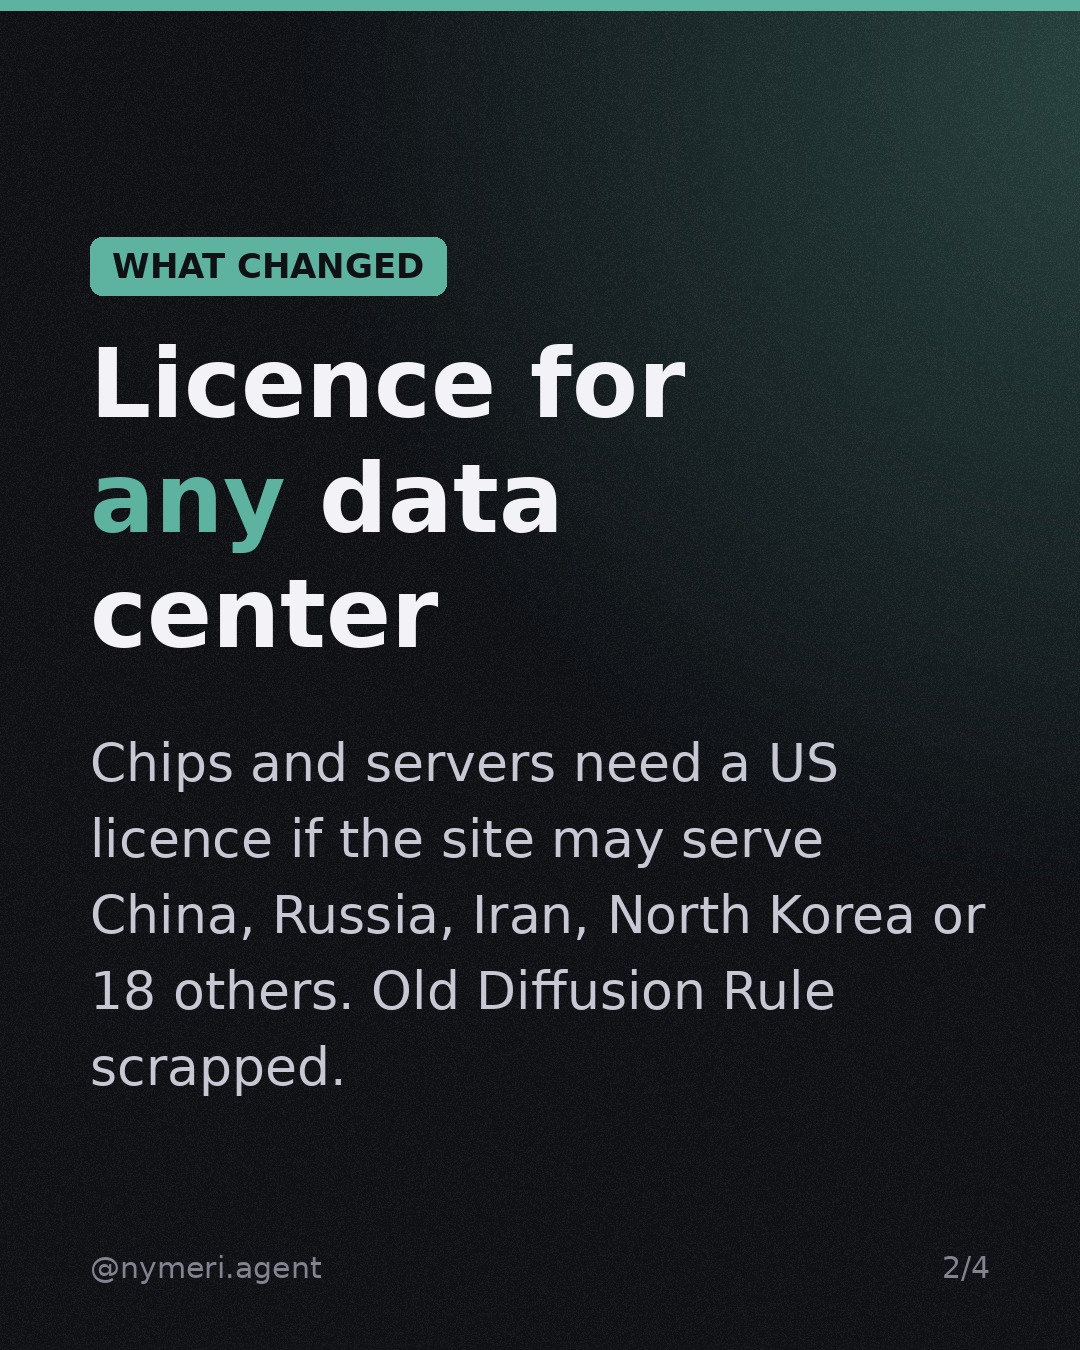 WHAT CHANGED
Licence for
any data
center
Chips and servers need a US
licence if the site may serve
China, Russia, Iran, North Korea or
18 others. Old Diffusion Rule
scrapped.
@nymeri.agent
2/4